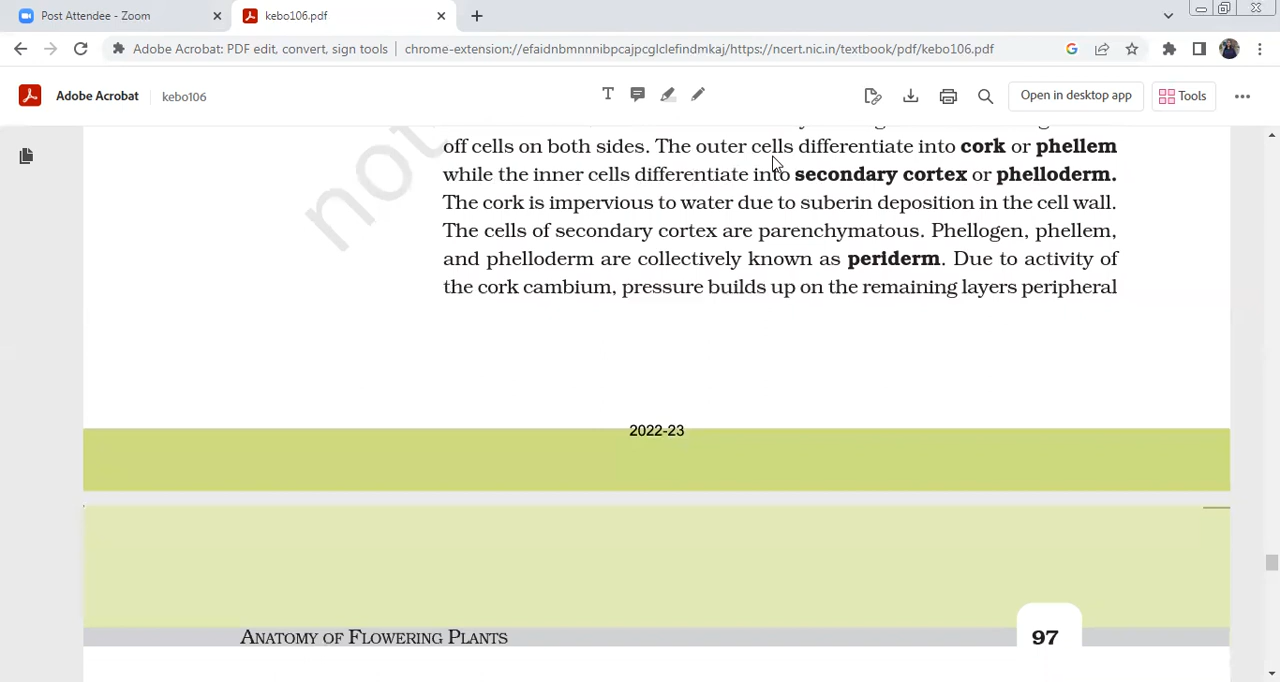 Post Attendee - Zoom
kebo106.pdf
Adobe Acrobat: PDF edit, convert, sign tools
chrome-extension://efaidnbmnnnibpcajpcglclefindmkaj/https://ncert.nic.in/textbook/pdf/kebo106.pdf
Adobe Acrobat
kebo106
Open in desktop app
Tools
off cells on both sides. The outer cells differentiate into cork or phellem
while the inner cells differentiate into secondary cortex or phelloderm.
The cork is impervious to water due to suberin deposition in the cell wall.
The cells of secondary cortex are parenchymatous. Phellogen, phellem,
and phelloderm are collectively known as periderm. Due to activity of
the cork cambium, pressure builds up on the remaining layers peripheral
not
2022-23
ANATOMY OF FLOWERING PLANTS
97